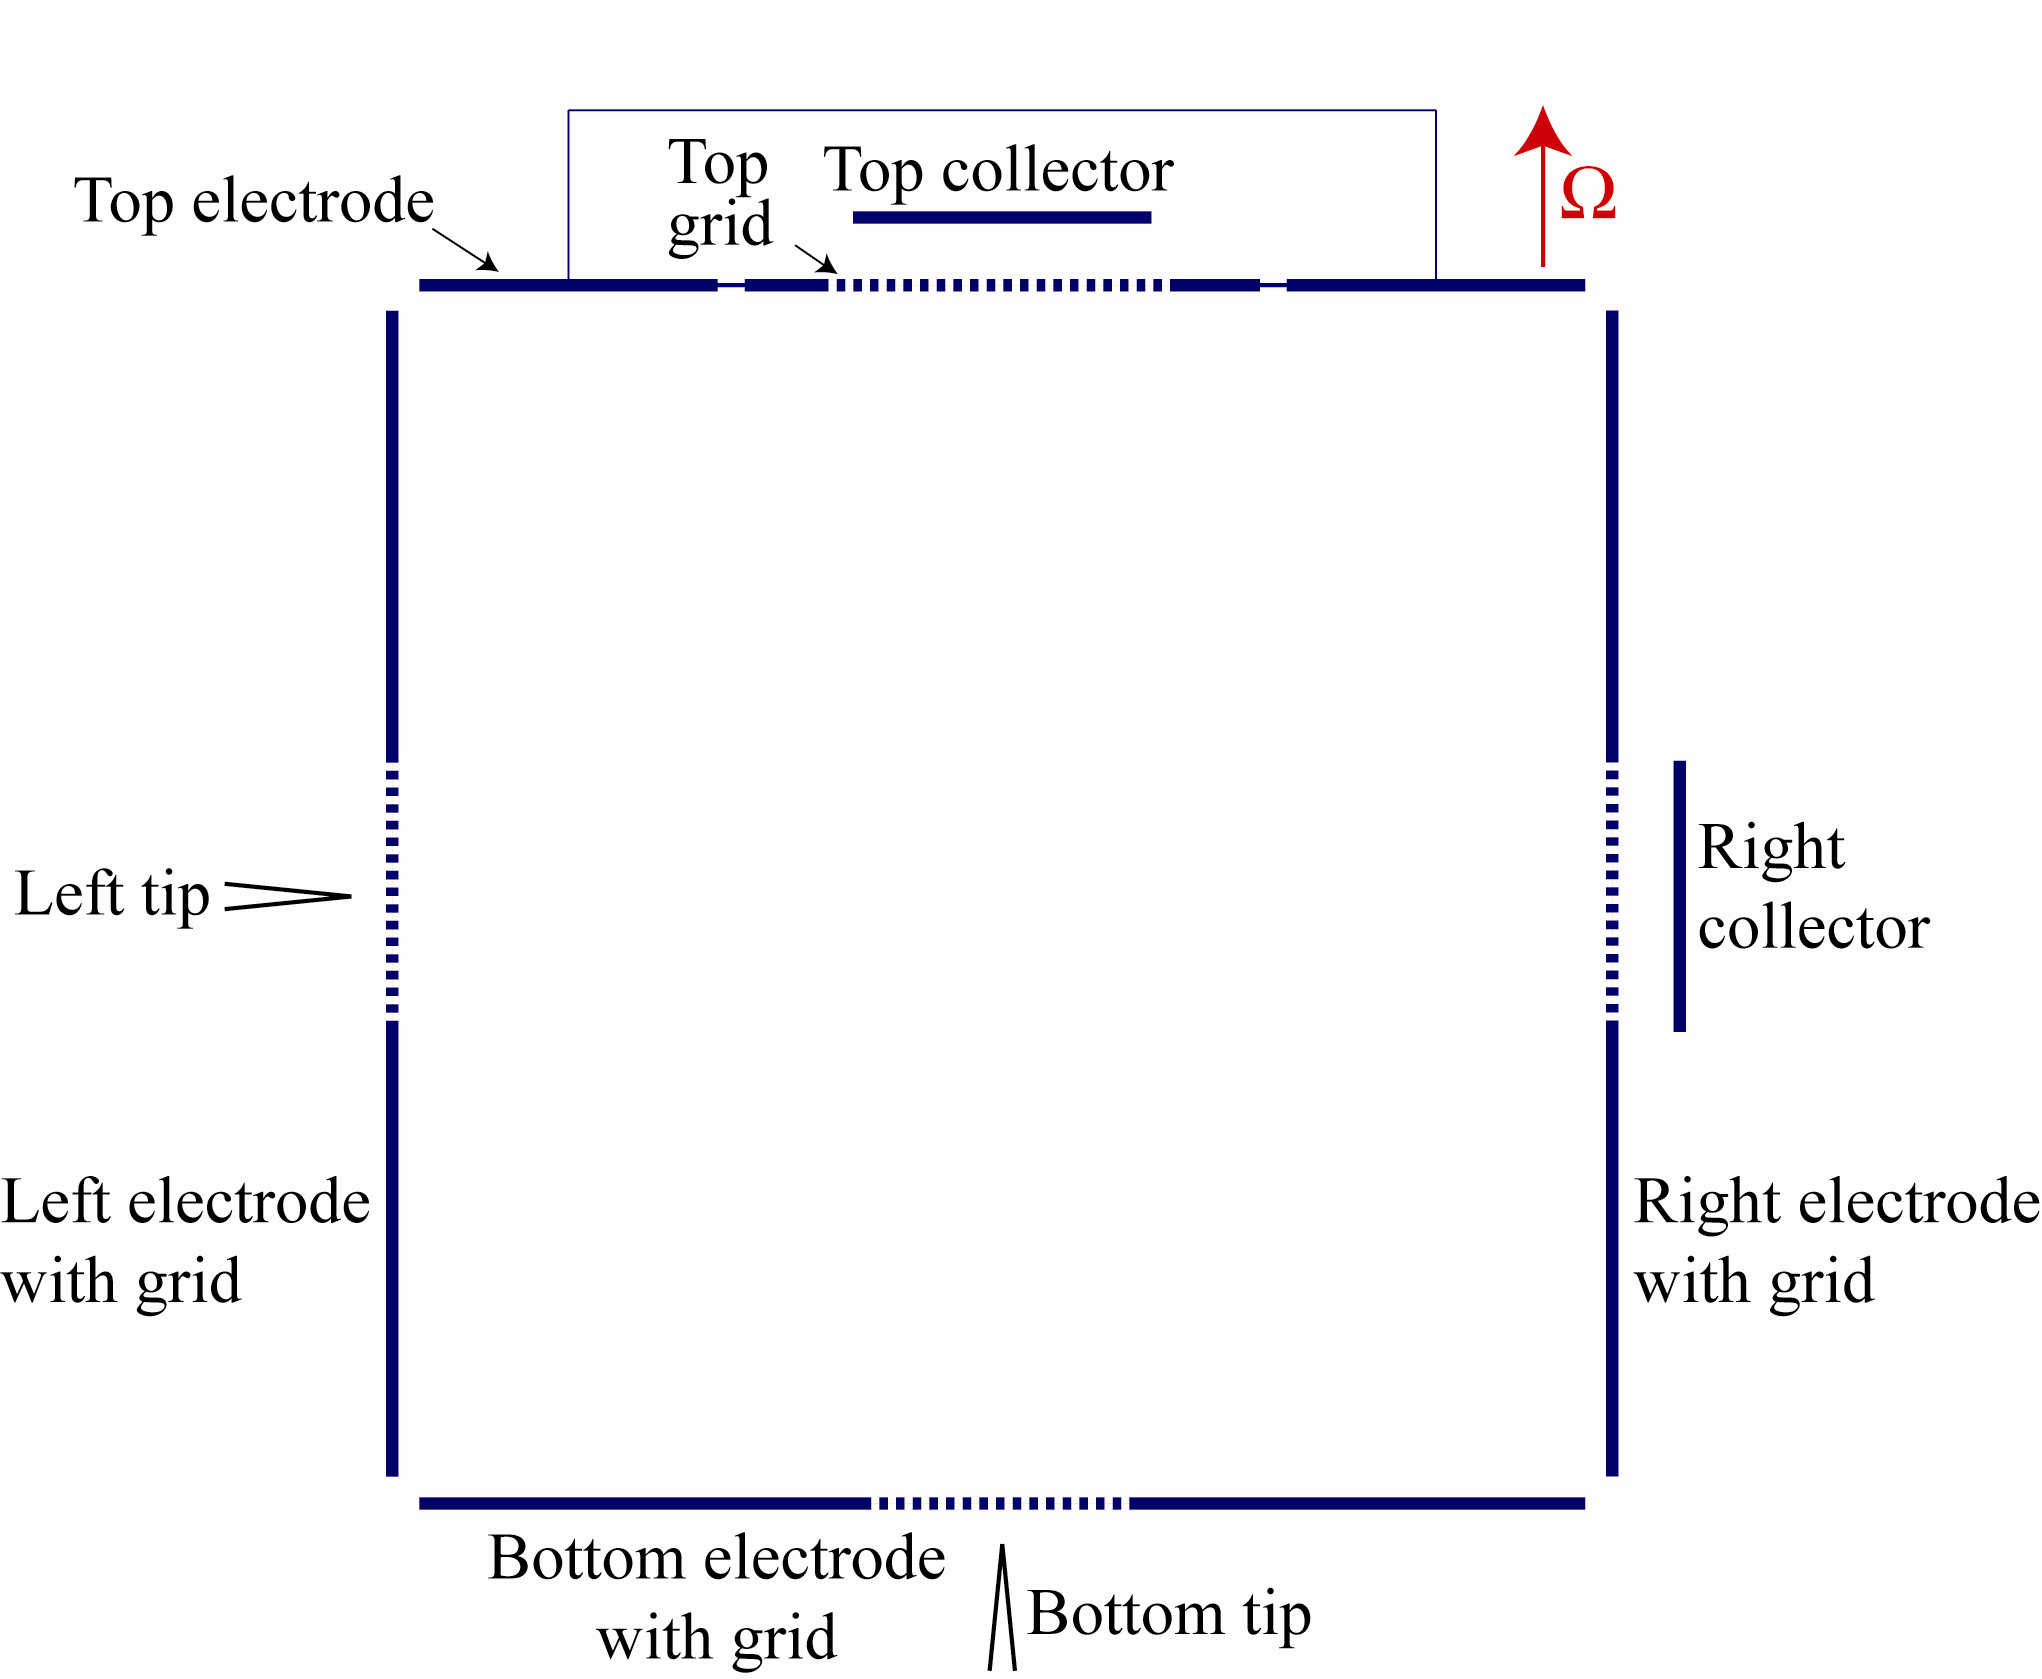 Top
grid
Top collector
Ω
Top electrode
Left tip
Right
collector
Left electrode
with grid
Right electrode
with grid
Bottom electrode
with grid
Bottom tip